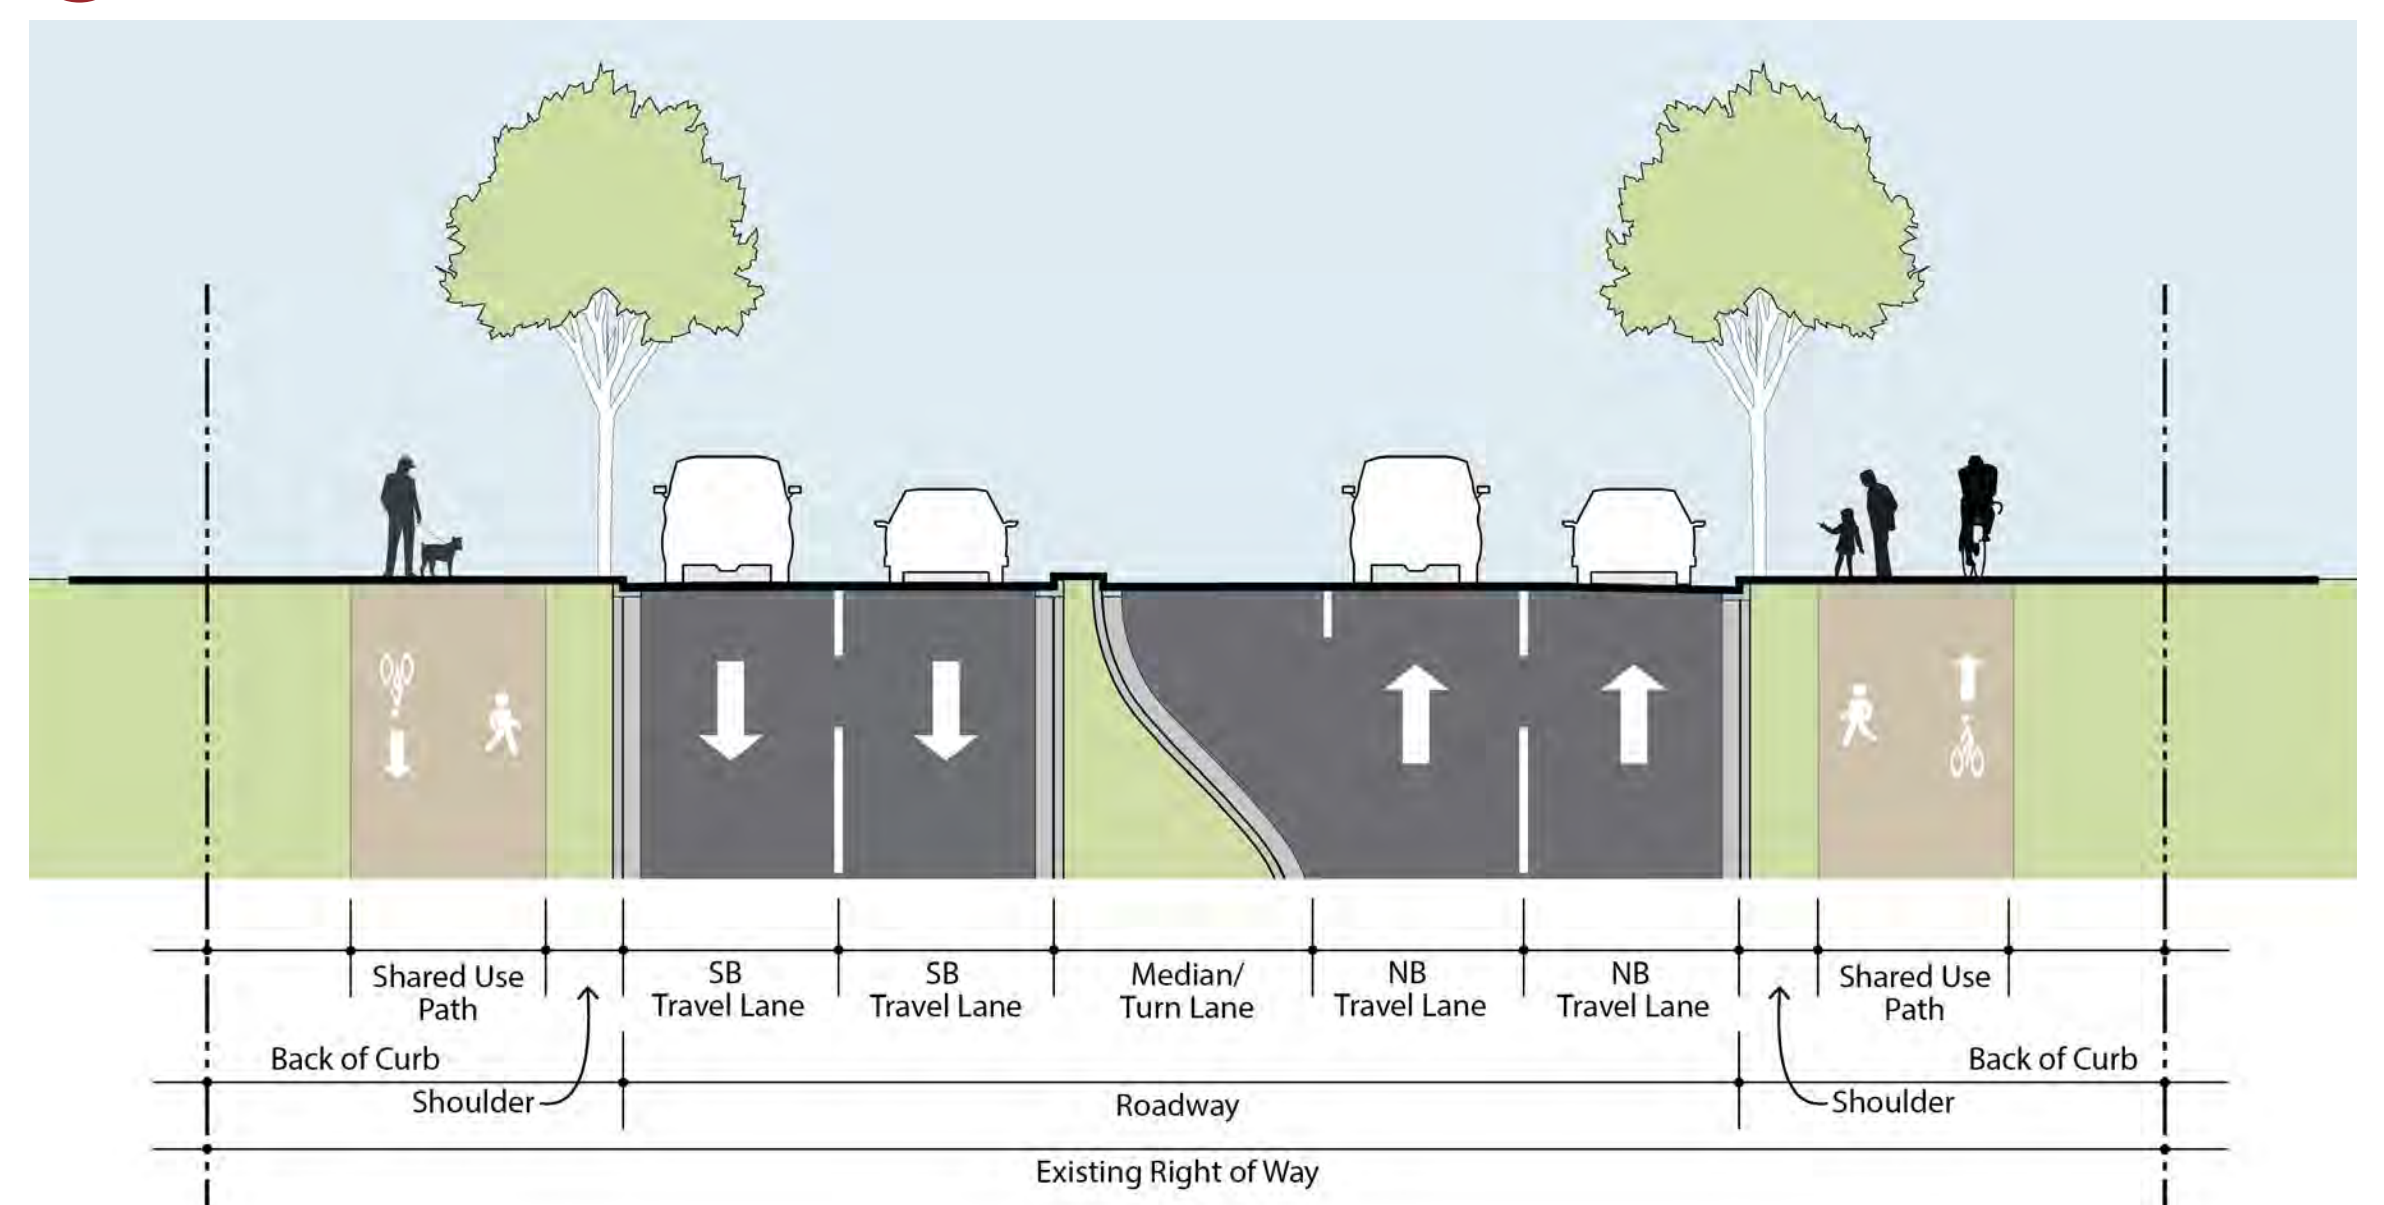 Shared Use
Path
SB
Travel Lane
SB
Travel Lane
Median/
Turn Lane
NB
Travel Lane
NB
Travel Lane
Shared Use
Path
Back of Curb
Back of Curb
Shoulder
Roadway
Shoulder
Existing Right of Way